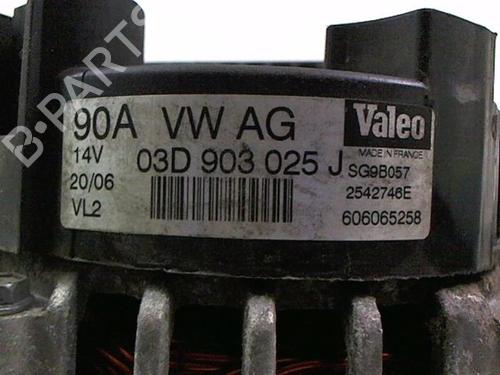 B-PARTS
90A VW AG
14V
03D 903 025 J
20/06
VL2
Valeo
MADE IN FRANCE
SG9B057
2542746E
606065258